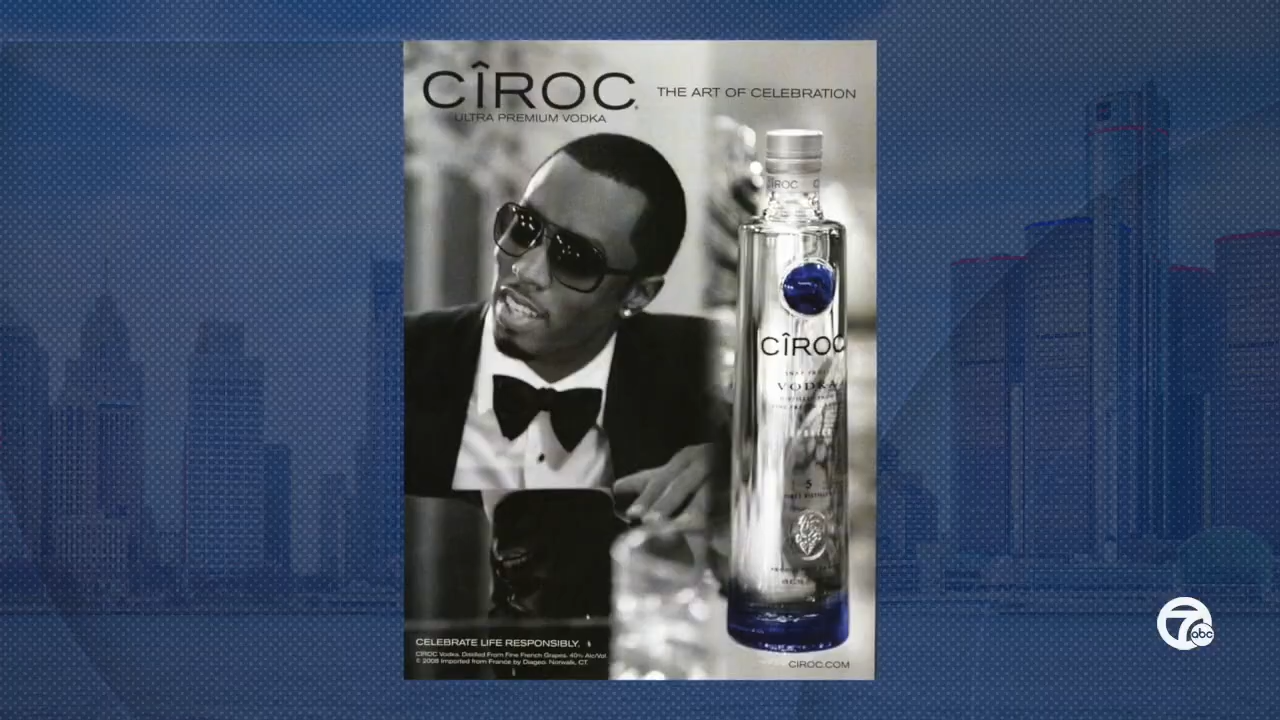 CÎROC
ULTRA PREMIUM VODKA
THE ART OF CELEBRATION
CÎROC
VODKA
5
CELEBRATE LIFE RESPONSIBLY.
CÎROC Vodka. Distilled From Fine French Grapes. 40% Alc/Vol.
© 2008 Imported from France by Diageo, Norwalk, CT.
CIROC.COM
7 abc